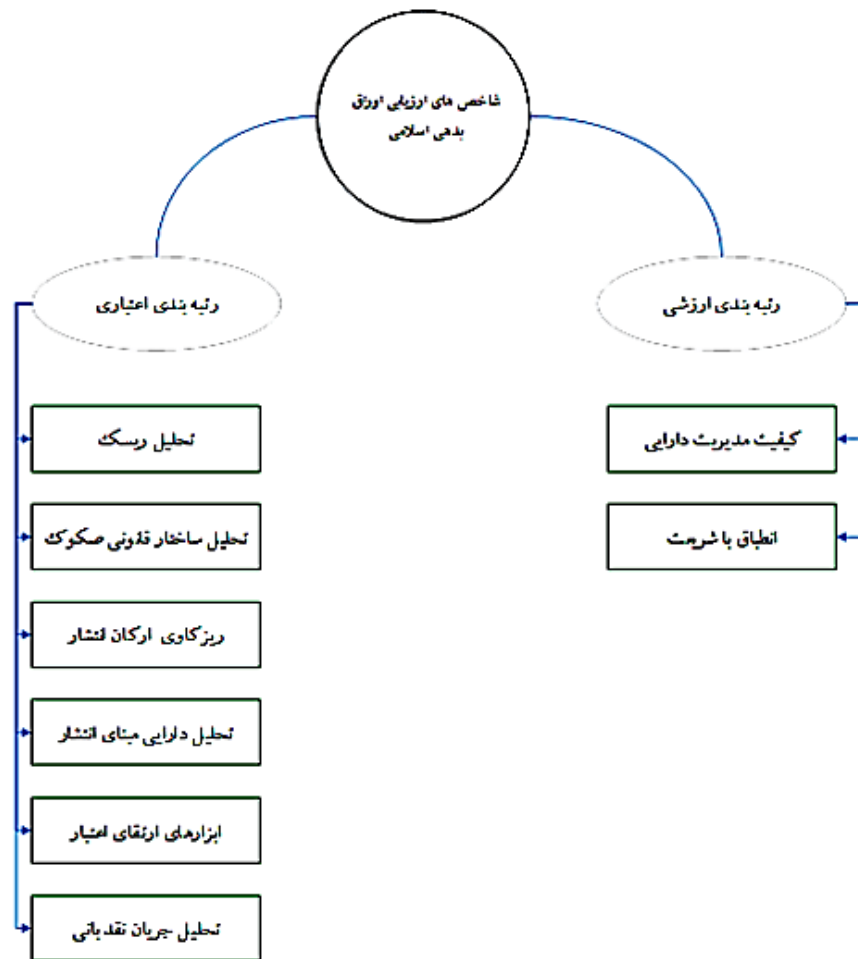 شاخص های ارزیابی اوراق
بدهی اسلامی
رتبه بندی ارزشی
رتبه بندی اعتباری
کیفیت مدیریت دارایی
انطباق با شریعت
تحلیل ریسک
تحلیل ساختار قانونی صکوک
ریزکاوی ارکان انتشار
تحلیل دارایی مبنای انتشار
ابزارهای ارتقای اعتبار
تحلیل جریان نقدیاتی